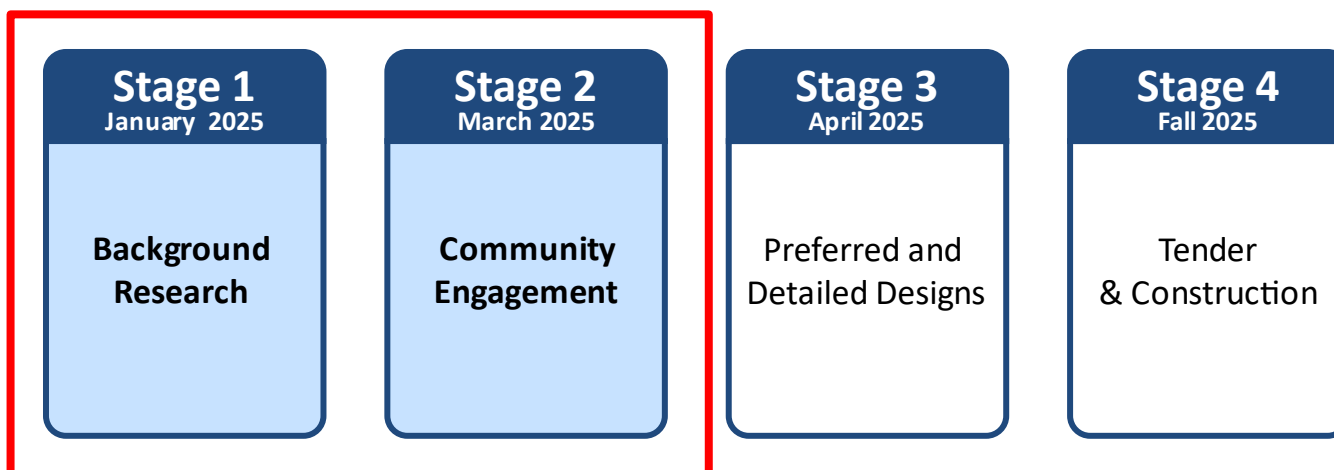 Stage 1
January 2025
Background
Research
Stage 2
March 2025
Community
Engagement
Stage 3
April 2025
Preferred and
Detailed Designs
Stage 4
Fall 2025
Tender
& Construction